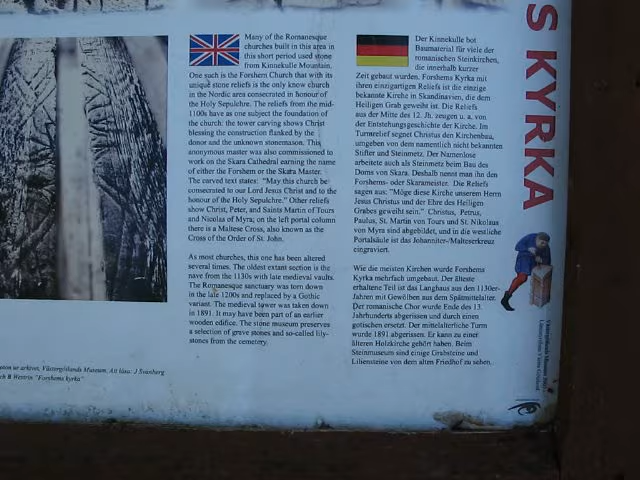 Many of the Romanesque
churches built in this area in
this short period used stone
from Kinnekulle Mountain.
One such is the Forshem Church that with its
unique stone reliefs is the only know church
in the Nordic area consecrated in honour of
the Holy Sepulchre. The reliefs from the mid-
1100s have as one subject the foundation of
the church: the tower carving shows Christ
blessing the construction flanked by the
donor and the unknown stonemason. This
anonymous master was also commissioned to
work on the Skara Cathedral earning the name
of either the Forshem or the Skara Master.
The carved text states: "May this church be
consecrated to our Lord Jesus Christ and to the
honour of the Holy Sepulchre." Other reliefs
show Christ, Peter, and Saints Martin of Tours
and Nicolas of Myra; on the left portal column
there is a Maltese Cross, also known as the
Cross of the Order of St. John.
As most churches, this one has been altered
several times. The oldest extant section is the
nave from the 1130s with late medieval vaults.
The Romanesque sanctuary was torn down
in the late 1200s and replaced by a Gothic
variant. The medieval tower was taken down
in 1891. It may have been part of an earlier
wooden edifice. The stone museum preserves
a selection of grave stones and so-called lily-
stones from the cemetery.
Der Kinnekulle bot
Baumaterial für viele der
romanischen Steinkirchen,
die innerhalb kurzer
Zeit gebaut wurden. Forshems Kyrka mit
ihren einzigartigen Reliefs ist die einzige
bekannte Kirche in Skandinavien, die dem
Heiligen Grab geweiht ist. Die Reliefs
aus der Mitte des 12. Jh. zeugen u. a. von
der Entstehungsgeschichte der Kirche. Im
Turmrelief segnet Christus den Kirchenbau,
umgeben von dem namentlich nicht bekannten
Stifter und Steinmetz. Der Namenlose
arbeitete auch als Steinmetz beim Bau des
Doms von Skara. Deshalb nennt man ihn den
Forshems- oder Skarameister. Die Reliefs
sagen aus: "Möge diese Kirche unserem Herrn
Jesus Christus und der Ehre des Heiligen
Grabes geweiht sein." Christus, Petrus,
Paulus, St. Martin von Tours und St. Nikolaus
von Myra sind abgebildet, und in die westliche
Portalsäule ist das Johanniter-/Malteserkreuz
eingraviert.
Wie die meisten Kirchen wurde Forshems
Kyrka mehrfach umgebaut. Der älteste
erhaltene Teil ist das Langhaus aus den 1130er-
Jahren mit Gewölben aus dem Spätmittelalter.
Der romanische Chor wurde Ende des 13.
Jahrhunderts abgerissen und durch einen
gotischen ersetzt. Der mittelalterliche Turm
wurde 1891 abgerissen. Er kann zu einer
älteren Holzkirche gehört haben. Beim
Steinmuseum sind einige Grabsteine und
Liliensteine von dem alten Friedhof zu sehen.
S KYRKA
ur arkivet, Västergötlands Museum. Att läsa: J Svanberg
B Westrin "Forshems kyrka"